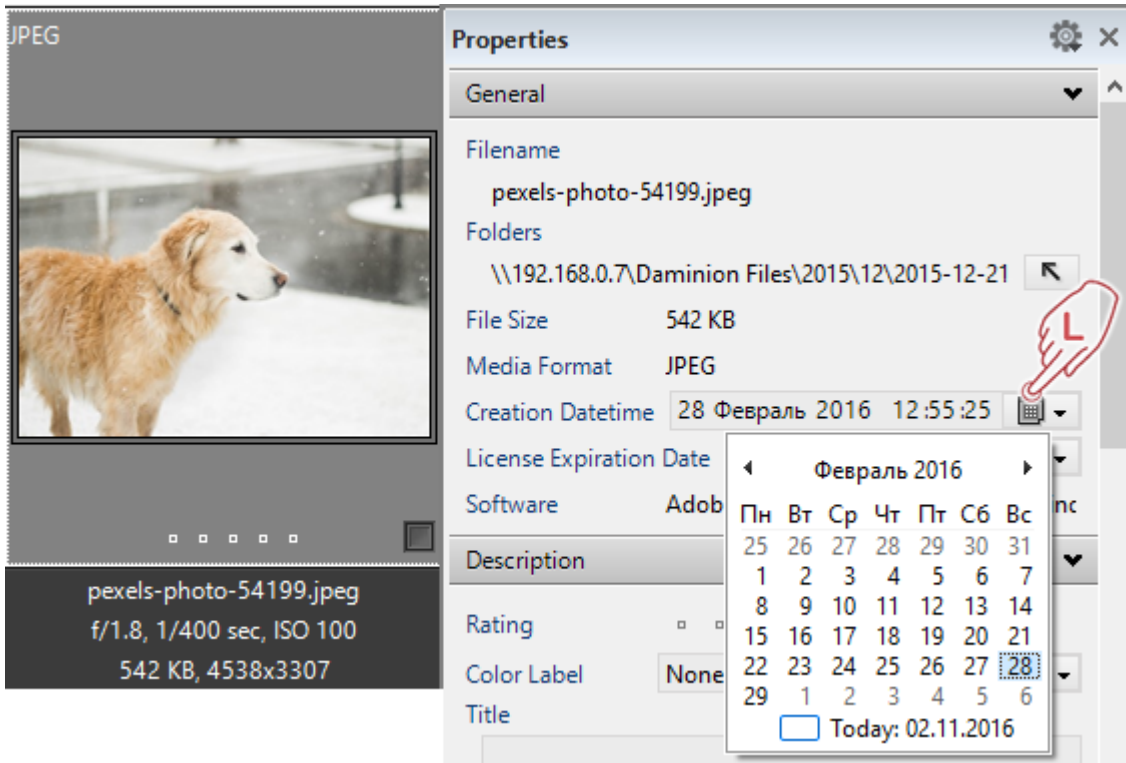 JPEG
pexels-photo-54199.jpeg
f/1.8, 1/400 sec, ISO 100
542 KB, 4538x3307
Properties
General
Filename
pexels-photo-54199.jpeg
Folders
\\192.168.0.7\Daminion Files\2015\12\2015-12-21
File Size 542 KB
Media Format JPEG
L
Creation Datetime 28 Февраль 2016 12:55:25
License Expiration Date
Software Adob
Description
Rating
Color Label None
Title
Февраль 2016
Пн Вт Ср Чт Пт Сб Вс
25 26 27 28 29 30 31
1 2 3 4 5 6 7
8 9 10 11 12 13 14
15 16 17 18 19 20 21
22 23 24 25 26 27 28
29 1 2 3 4 5 6
Today: 02.11.2016